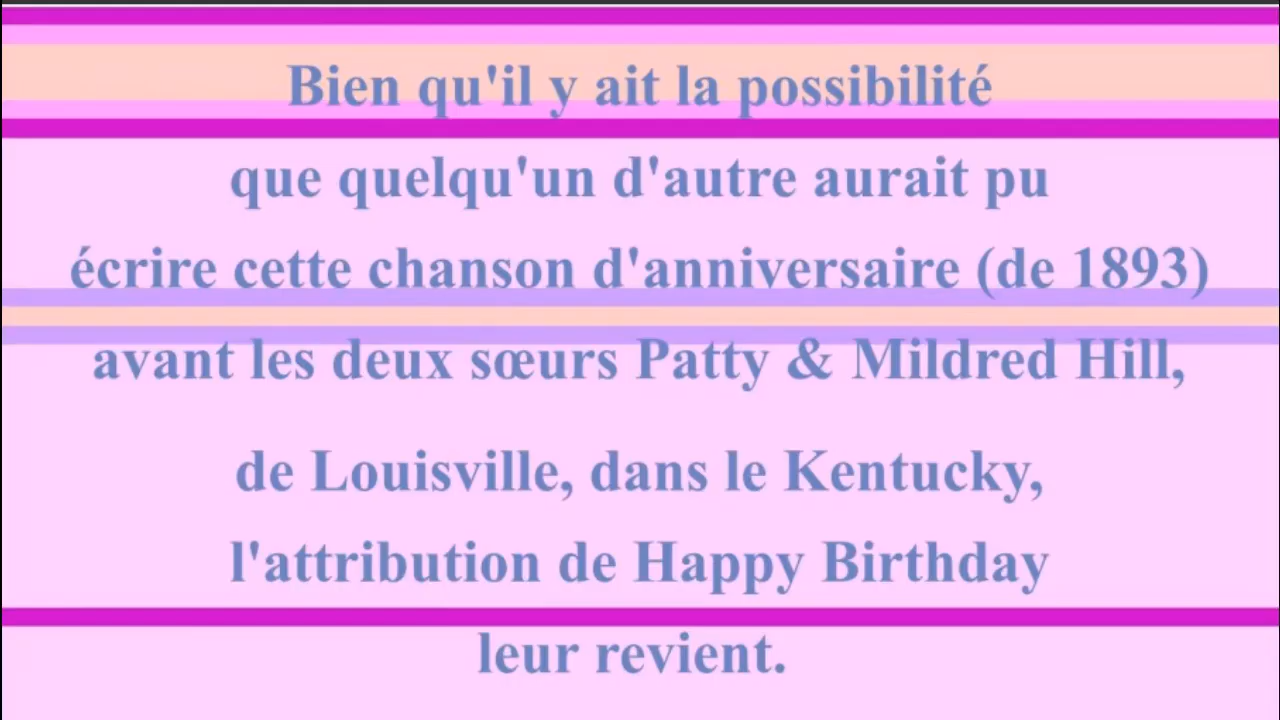 Bien qu'il y ait la possibilité
que quelqu'un d'autre aurait pu
écrire cette chanson d'anniversaire (de 1893)
avant les deux sœurs Patty & Mildred Hill,
de Louisville, dans le Kentucky,
l'attribution de Happy Birthday
leur revient.